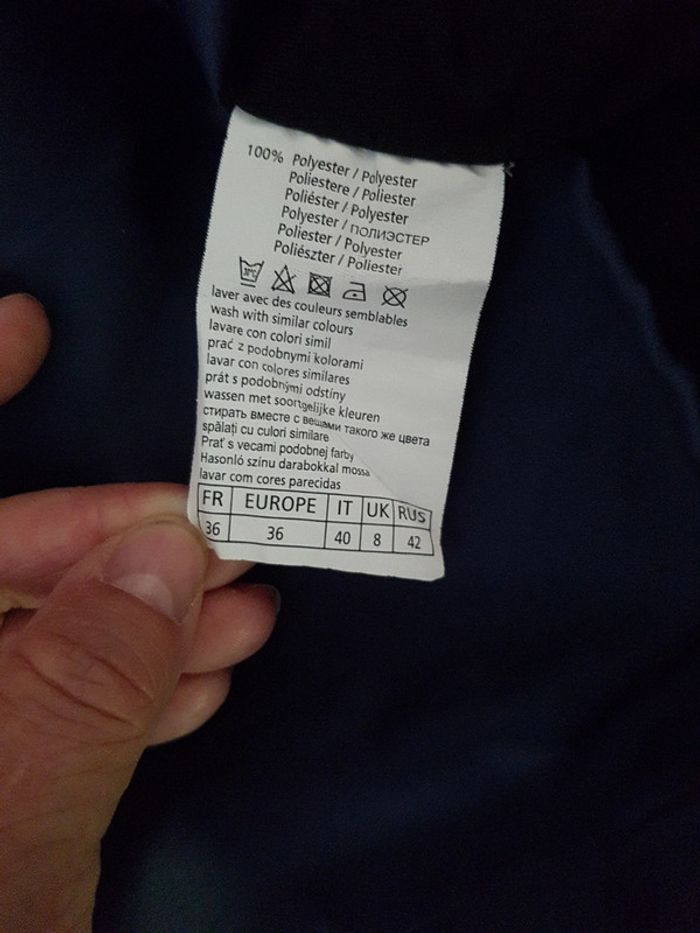 100% Polyester / Polyester
Poliestere / Poliester
Poliéster / Polyester
Polyester / ПОЛИЭСТЕР
Poliester / Polyester
Poliészter / Poliester
30°C
laver avec des couleurs semblables
wash with similar colours
lavare con colori simil
prać z podobnymi kolorami
lavar con colores similares
prát s podobnými odstíny
wassen met soortgelijke kleuren
стирать вместе с вещами такого же цвета
spălați cu culori similare
Prať s vecami podobnej farby
Hasonló színu darabokkal mossa
lavar com cores parecidas
FR EUROPE IT UK RUS
36 36 40 8 42